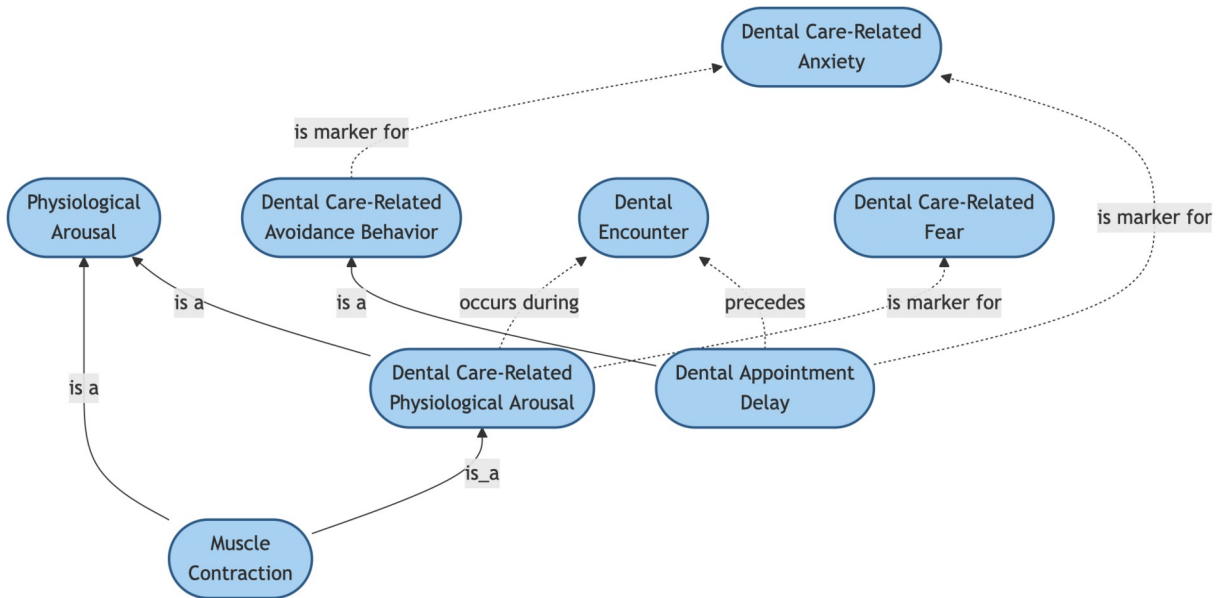 Dental Care-Related
Anxiety
is marker for
Physiological
Arousal
Dental Care-Related
Avoidance Behavior
Dental
Encounter
Dental Care-Related
Fear
is marker for
is a
is a
occurs during
precedes
is marker for
is a
Dental Care-Related
Physiological Arousal
Dental Appointment
Delay
is_a
Muscle
Contraction